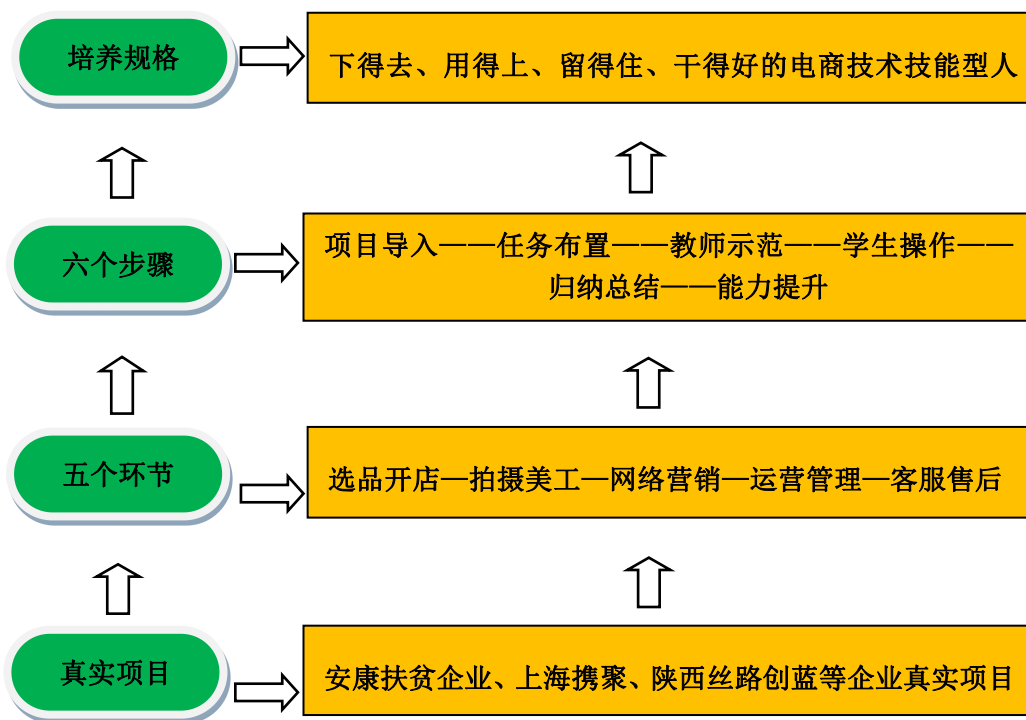 培养规格
下得去、用得上、留得住、干得好的电商技术技能型人
六个步骤
项目导入——任务布置——教师示范——学生操作——
归纳总结——能力提升
五个环节
选品开店—拍摄美工—网络营销—运营管理—客服售后
真实项目
安康扶贫企业、上海携聚、陕西丝路创蓝等企业真实项目